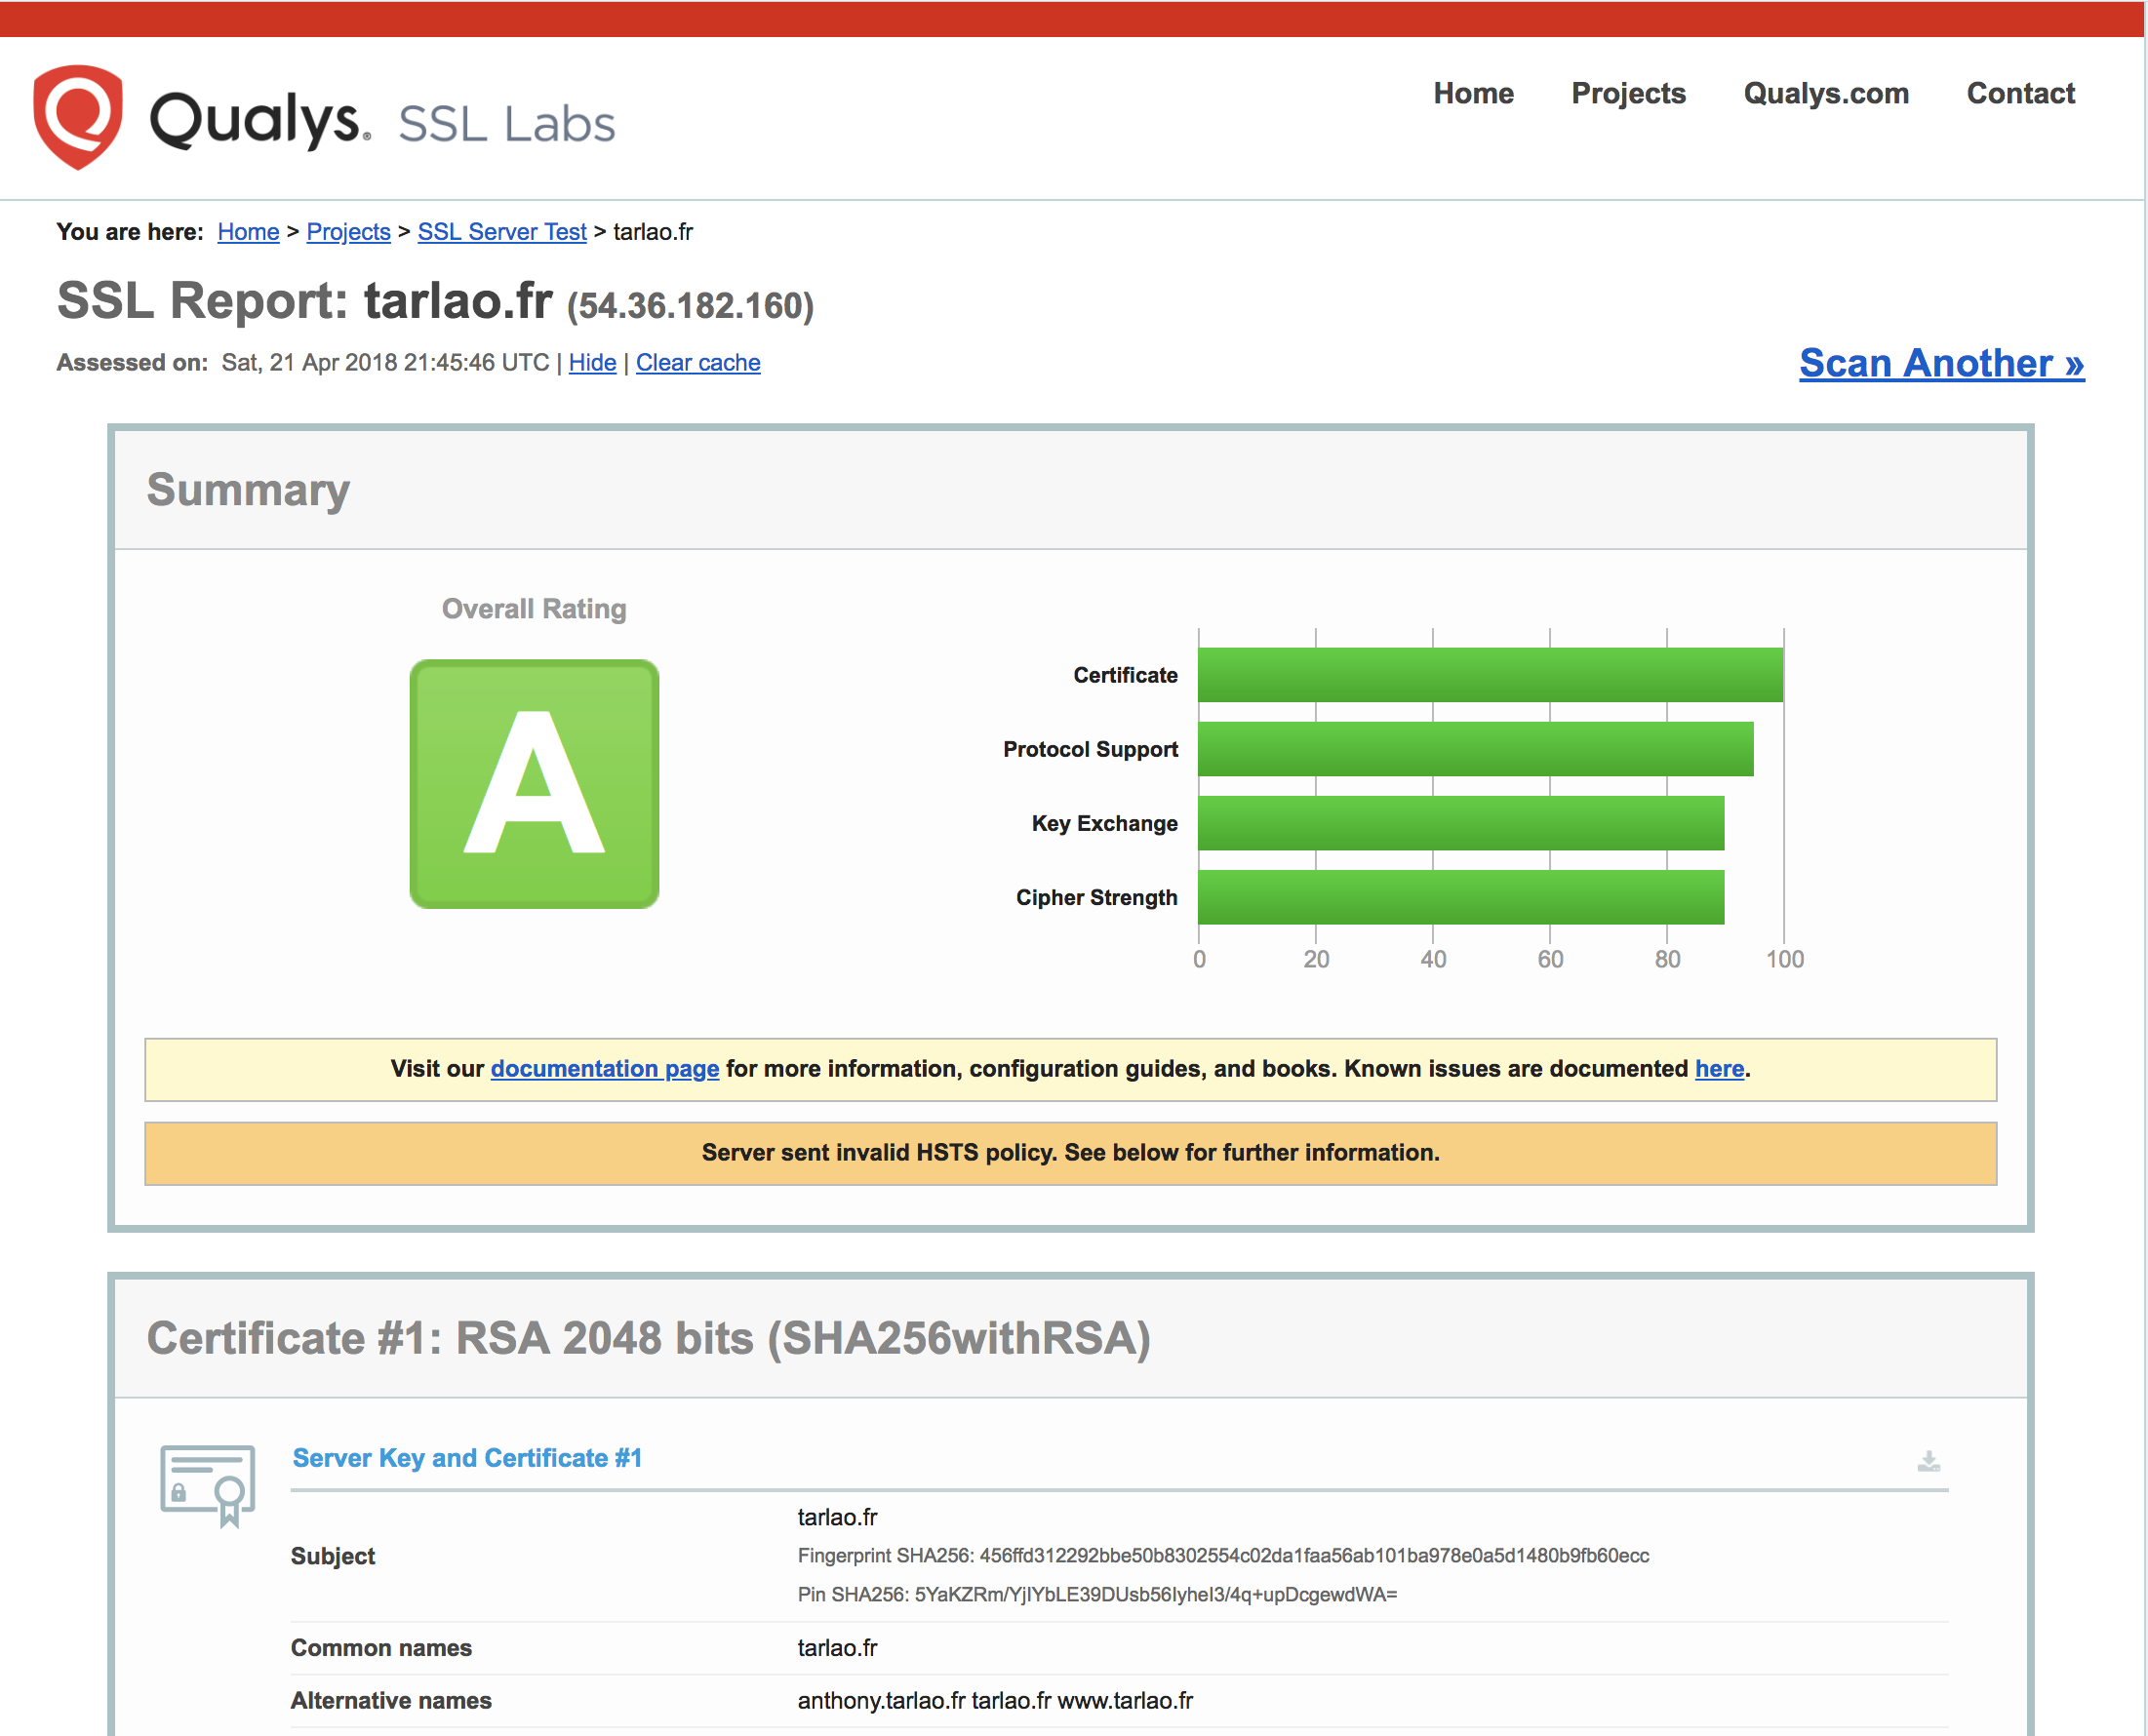 Qualys® SSL Labs
Home Projects Qualys.com Contact
You are here: Home > Projects > SSL Server Test > tarlao.fr
SSL Report: tarlao.fr (54.36.182.160)
Assessed on: Sat, 21 Apr 2018 21:45:46 UTC | Hide | Clear cache
Scan Another »
Summary
Overall Rating
A
Certificate
Protocol Support
Key Exchange
Cipher Strength
0 20 40 60 80 100
Visit our documentation page for more information, configuration guides, and books. Known issues are documented here.
Server sent invalid HSTS policy. See below for further information.
Certificate #1: RSA 2048 bits (SHA256withRSA)
Server Key and Certificate #1
Subject
tarlao.fr
Fingerprint SHA256: 456ffd312292bbe50b8302554c02da1faa56ab101ba978e0a5d1480b9fb60ecc
Pin SHA256: 5YaKZRm/YjIYbLE39DUsb56IyheI3/4q+upDcgewdWA=
Common names tarlao.fr
Alternative names anthony.tarlao.fr tarlao.fr www.tarlao.fr